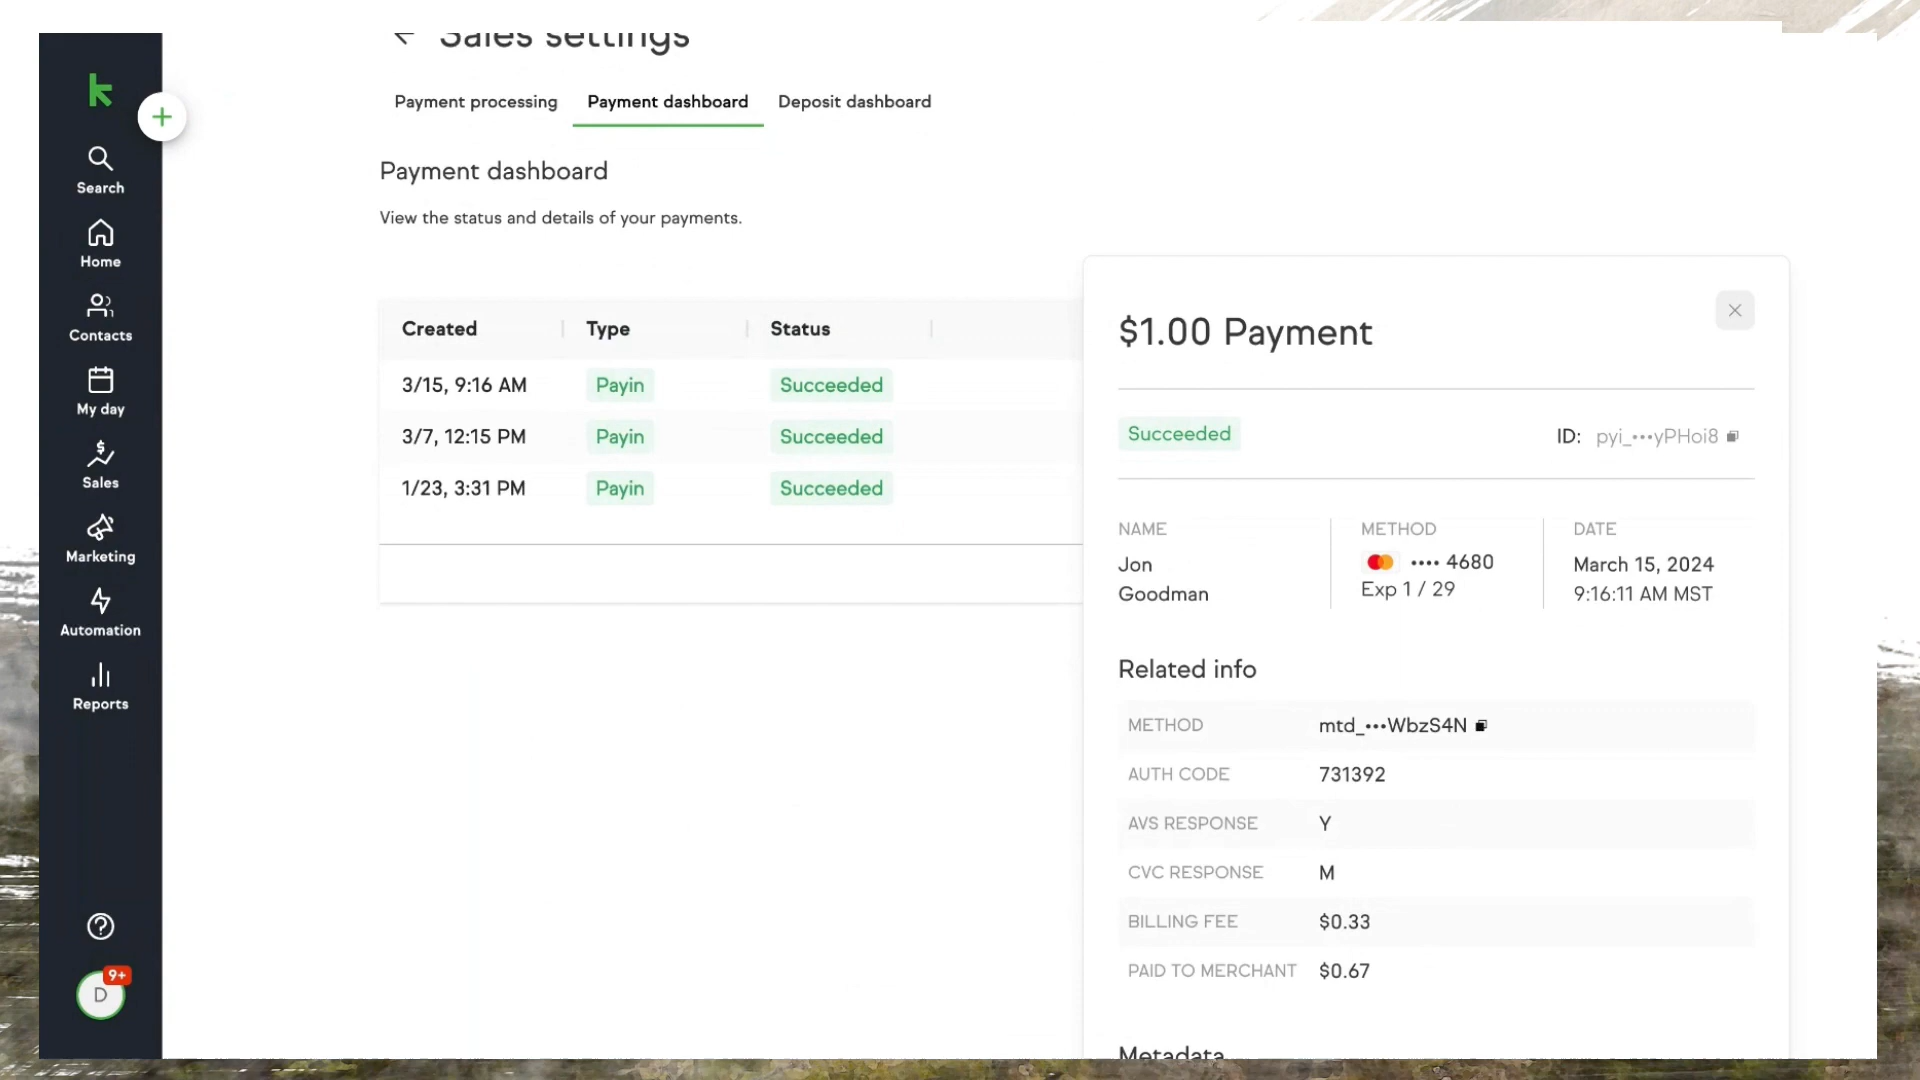 Sales settings
Payment processing Payment dashboard Deposit dashboard
Payment dashboard
View the status and details of your payments.
Search
Home
Contacts
My day
Sales
Marketing
Automation
Reports
9+
D
Created Type Status
3/15, 9:16 AM Payin Succeeded
3/7, 12:15 PM Payin Succeeded
1/23, 3:31 PM Payin Succeeded
$1.00 Payment
Succeeded ID: pyi_•••yPHoi8
NAME METHOD DATE
Jon •••• 4680 March 15, 2024
Goodman Exp 1 / 29 9:16:11 AM MST
Related info
METHOD mtd_•••WbzS4N
AUTH CODE 731392
AVS RESPONSE Y
CVC RESPONSE M
BILLING FEE $0.33
PAID TO MERCHANT $0.67
Metadata